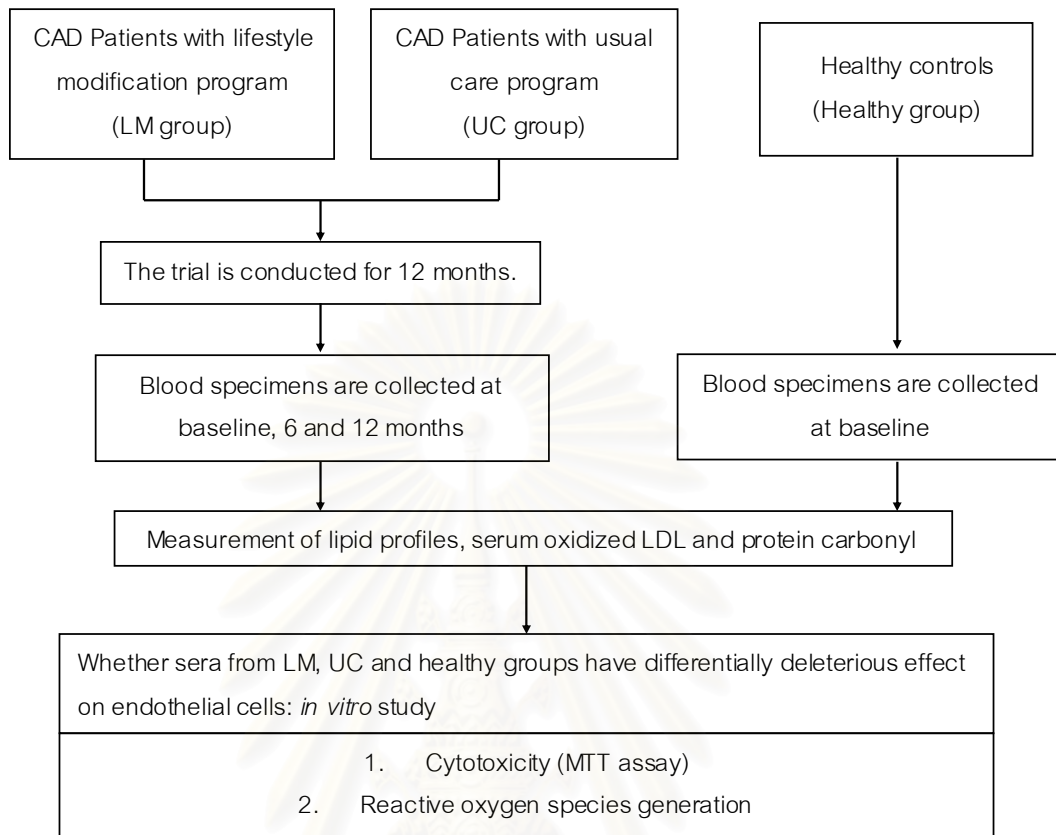 CAD Patients with lifestyle
modification program
(LM group)
CAD Patients with usual
care program
(UC group)
Healthy controls
(Healthy group)
The trial is conducted for 12 months.
Blood specimens are collected at
baseline, 6 and 12 months
Blood specimens are collected
at baseline
Measurement of lipid profiles, serum oxidized LDL and protein carbonyl
Whether sera from LM, UC and healthy groups have differentially deleterious effect
on endothelial cells: in vitro study
1. Cytotoxicity (MTT assay)
2. Reactive oxygen species generation